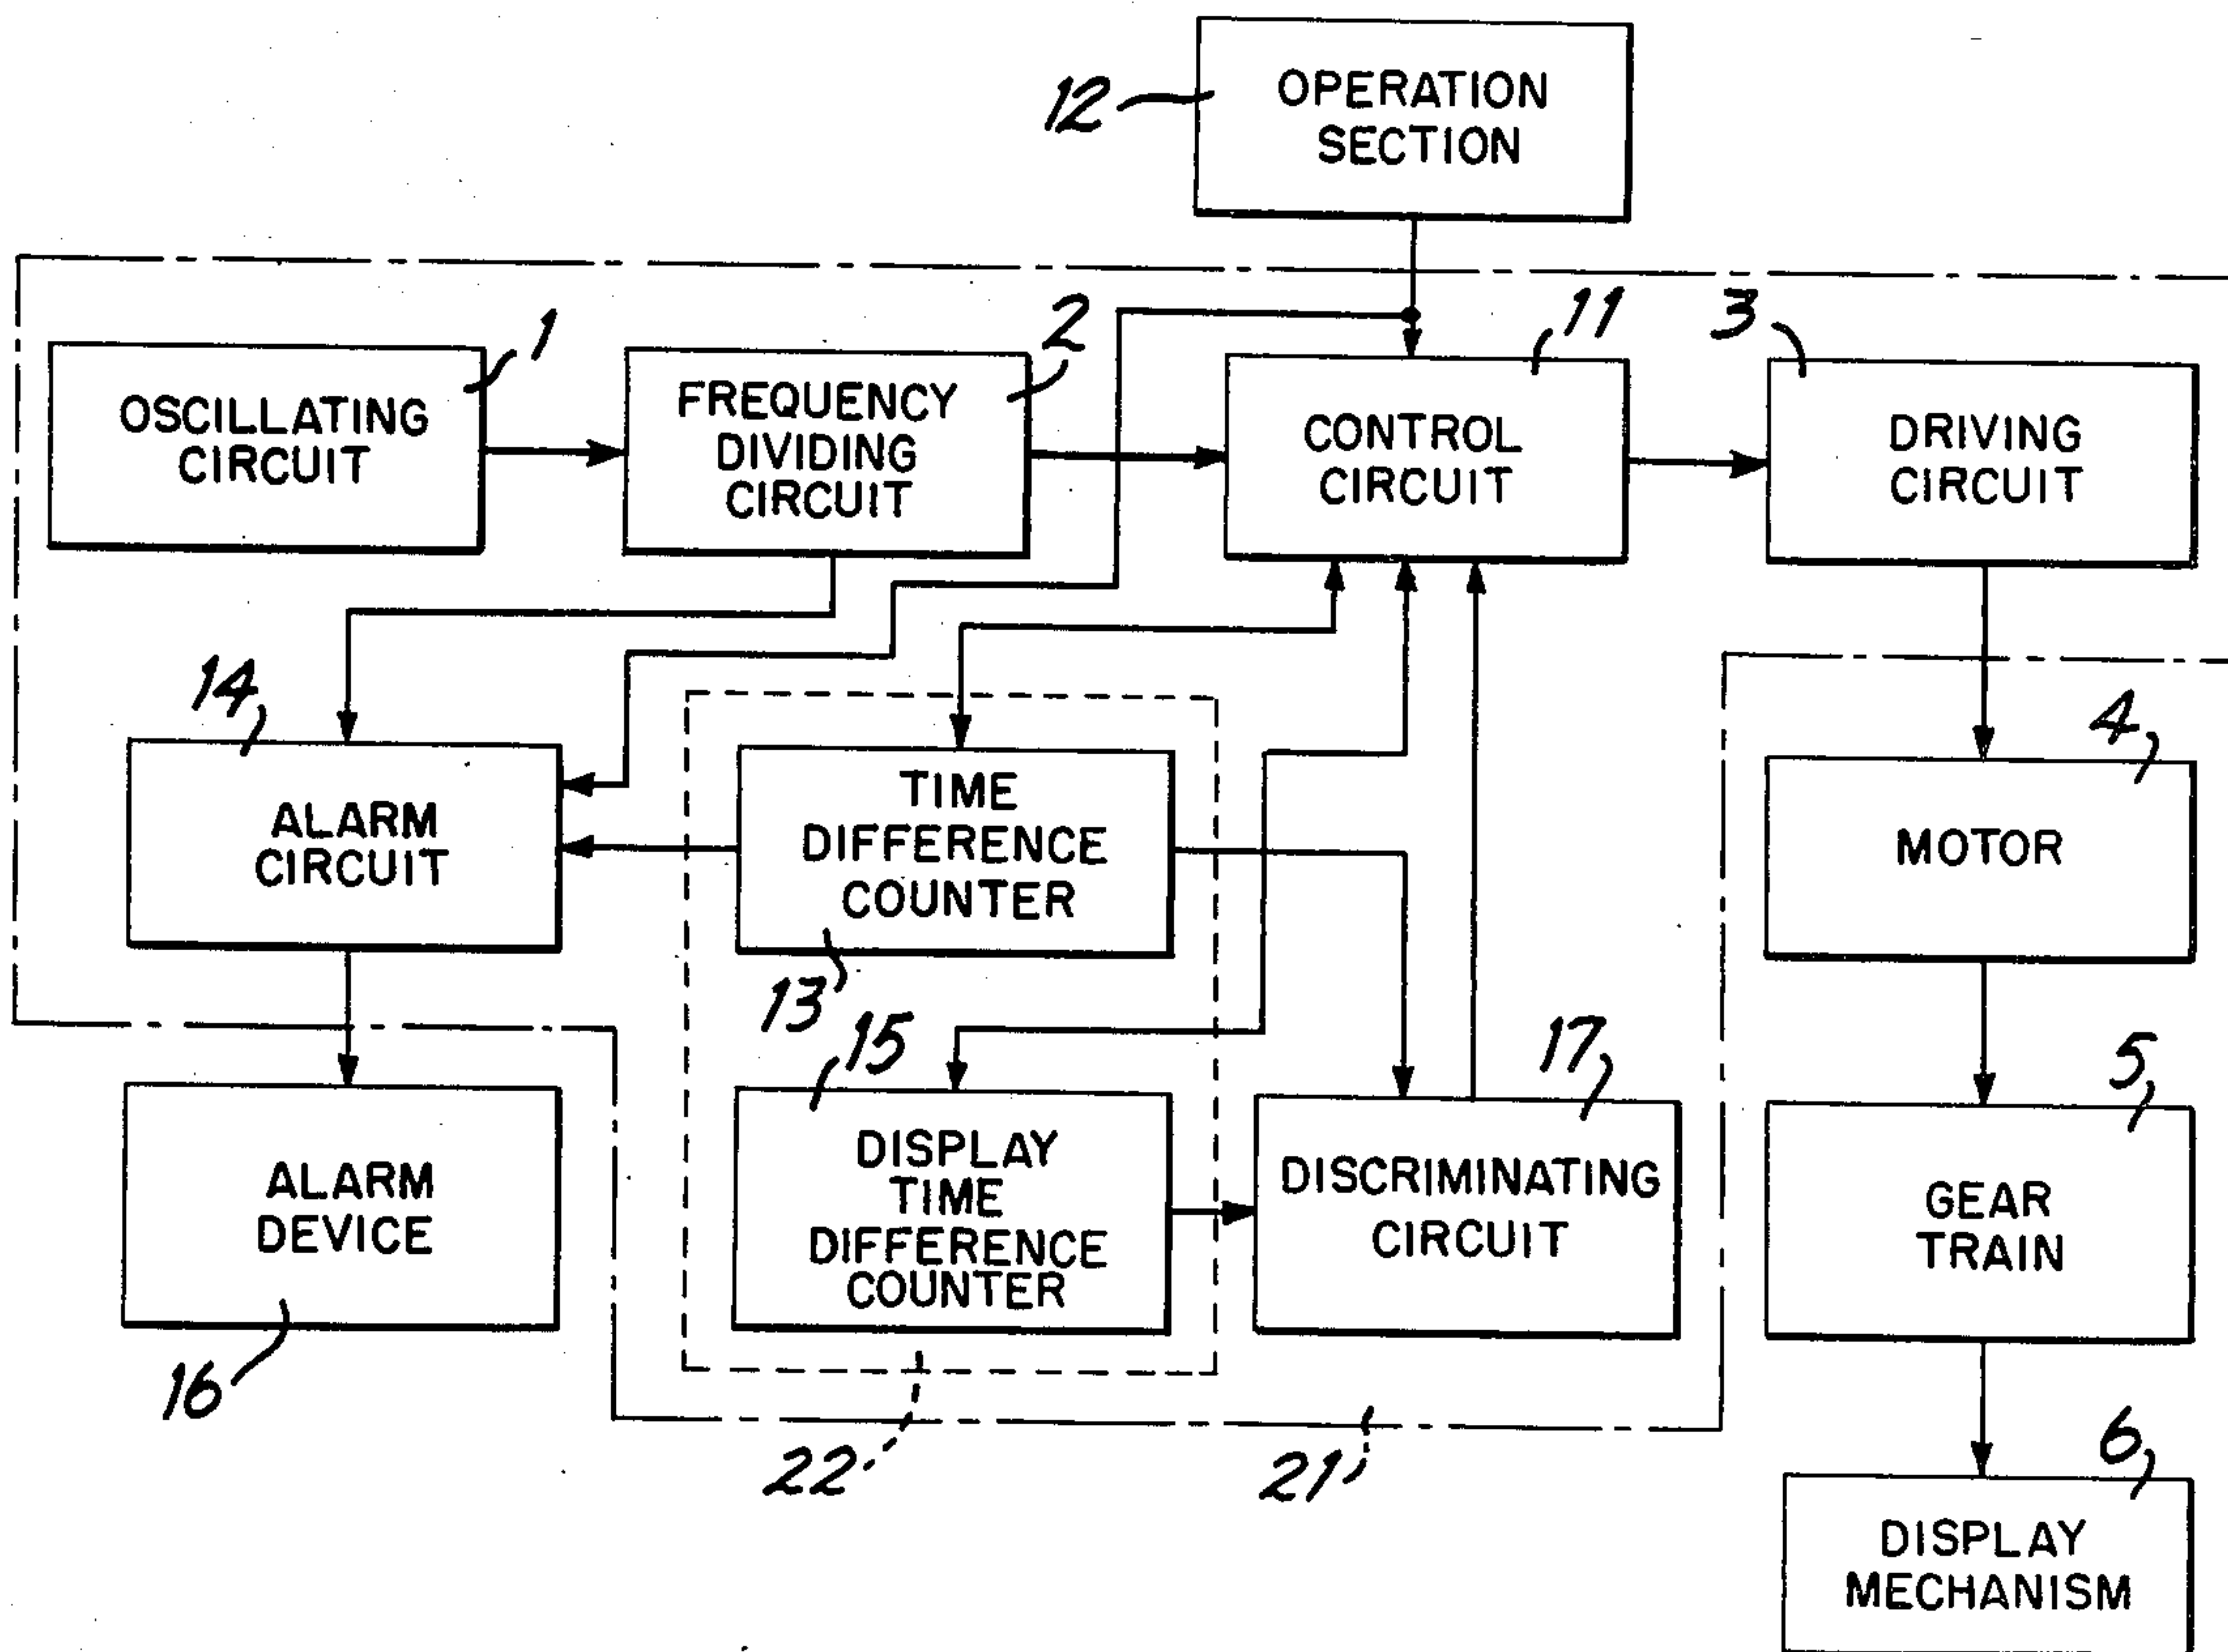 12
OPERATION
SECTION
1
OSCILLATING
CIRCUIT
2
FREQUENCY
DIVIDING
CIRCUIT
11
CONTROL
CIRCUIT
3
DRIVING
CIRCUIT
14
ALARM
CIRCUIT
TIME
DIFFERENCE
COUNTER
13
4
MOTOR
15
DISPLAY
TIME
DIFFERENCE
COUNTER
17
DISCRIMINATING
CIRCUIT
5
GEAR
TRAIN
ALARM
DEVICE
16
22
21
6
DISPLAY
MECHANISM